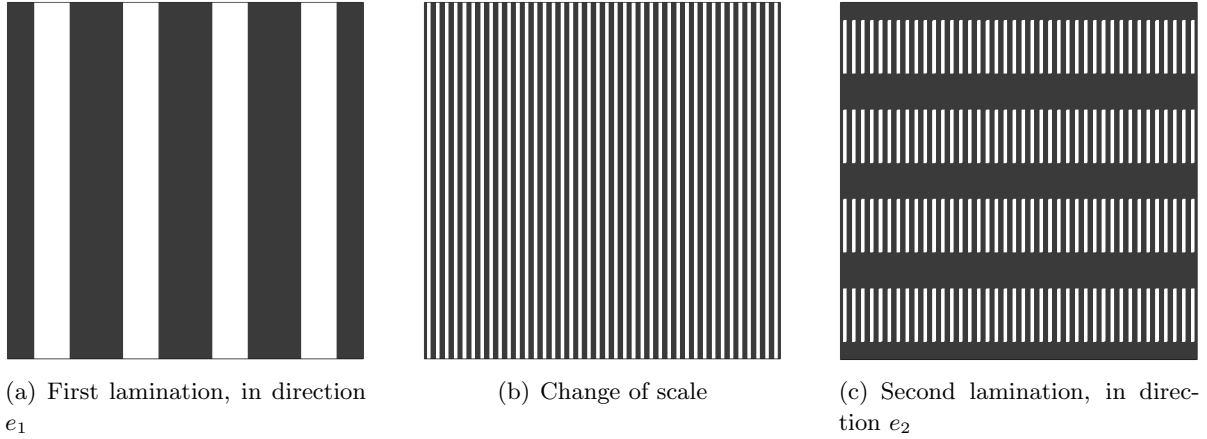 (a) First lamination, in direction
e1
(b) Change of scale
(c) Second lamination, in direc-
tion e2